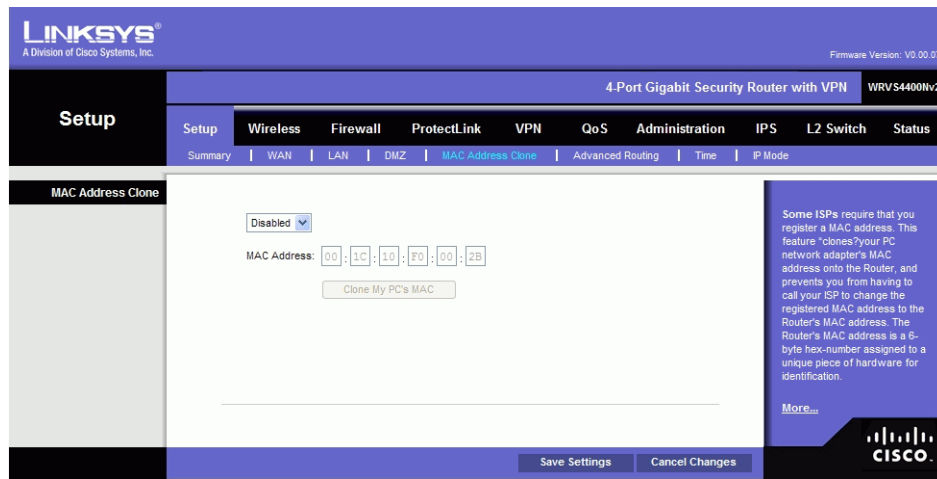 LINKSYS®
A Division of Cisco Systems, Inc.
Firmware Version: V0.00.0
4-Port Gigabit Security Router with VPN WRVS4400Nv2
Setup
Setup Wireless Firewall ProtectLink VPN QoS Administration IPS L2 Switch Status
Summary | WAN | LAN | DMZ | MAC Address Clone | Advanced Routing | Time | IP Mode
MAC Address Clone
Disabled
MAC Address: 00 : 1C : 10 : F0 : 00 : 2B
Clone My PC's MAC
Some ISPs require that you
register a MAC address. This
feature "clones?your PC
network adapter's MAC
address onto the Router, and
prevents you from having to
call your ISP to change the
registered MAC address to the
Router's MAC address. The
Router's MAC address is a 6-
byte hex-number assigned to a
unique piece of hardware for
identification.
More...
Save Settings Cancel Changes
CISCO.